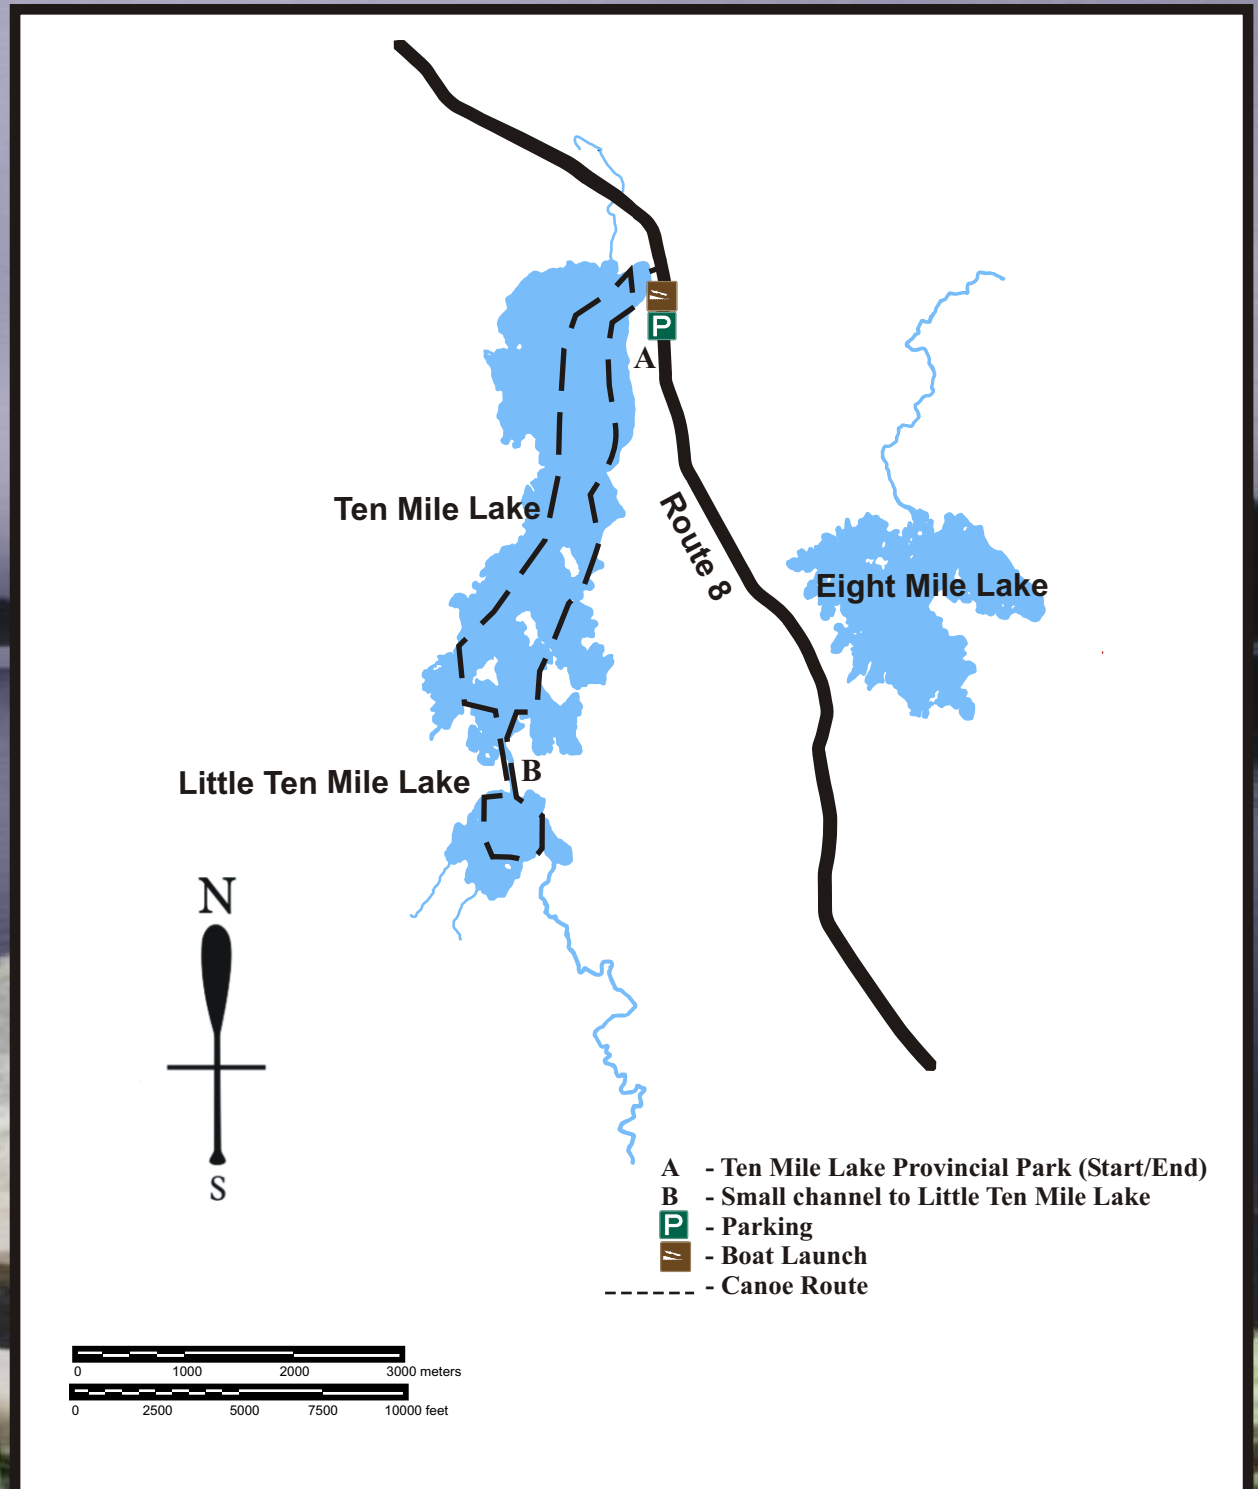 Ten Mile Lake
Route 8
Eight Mile Lake
P
A
Little Ten Mile Lake
B
N
S
A - Ten Mile Lake Provincial Park (Start/End)
B - Small channel to Little Ten Mile Lake
P - Parking
- Boat Launch
- Canoe Route
0 1000 2000 3000 meters
0 2500 5000 7500 10000 feet